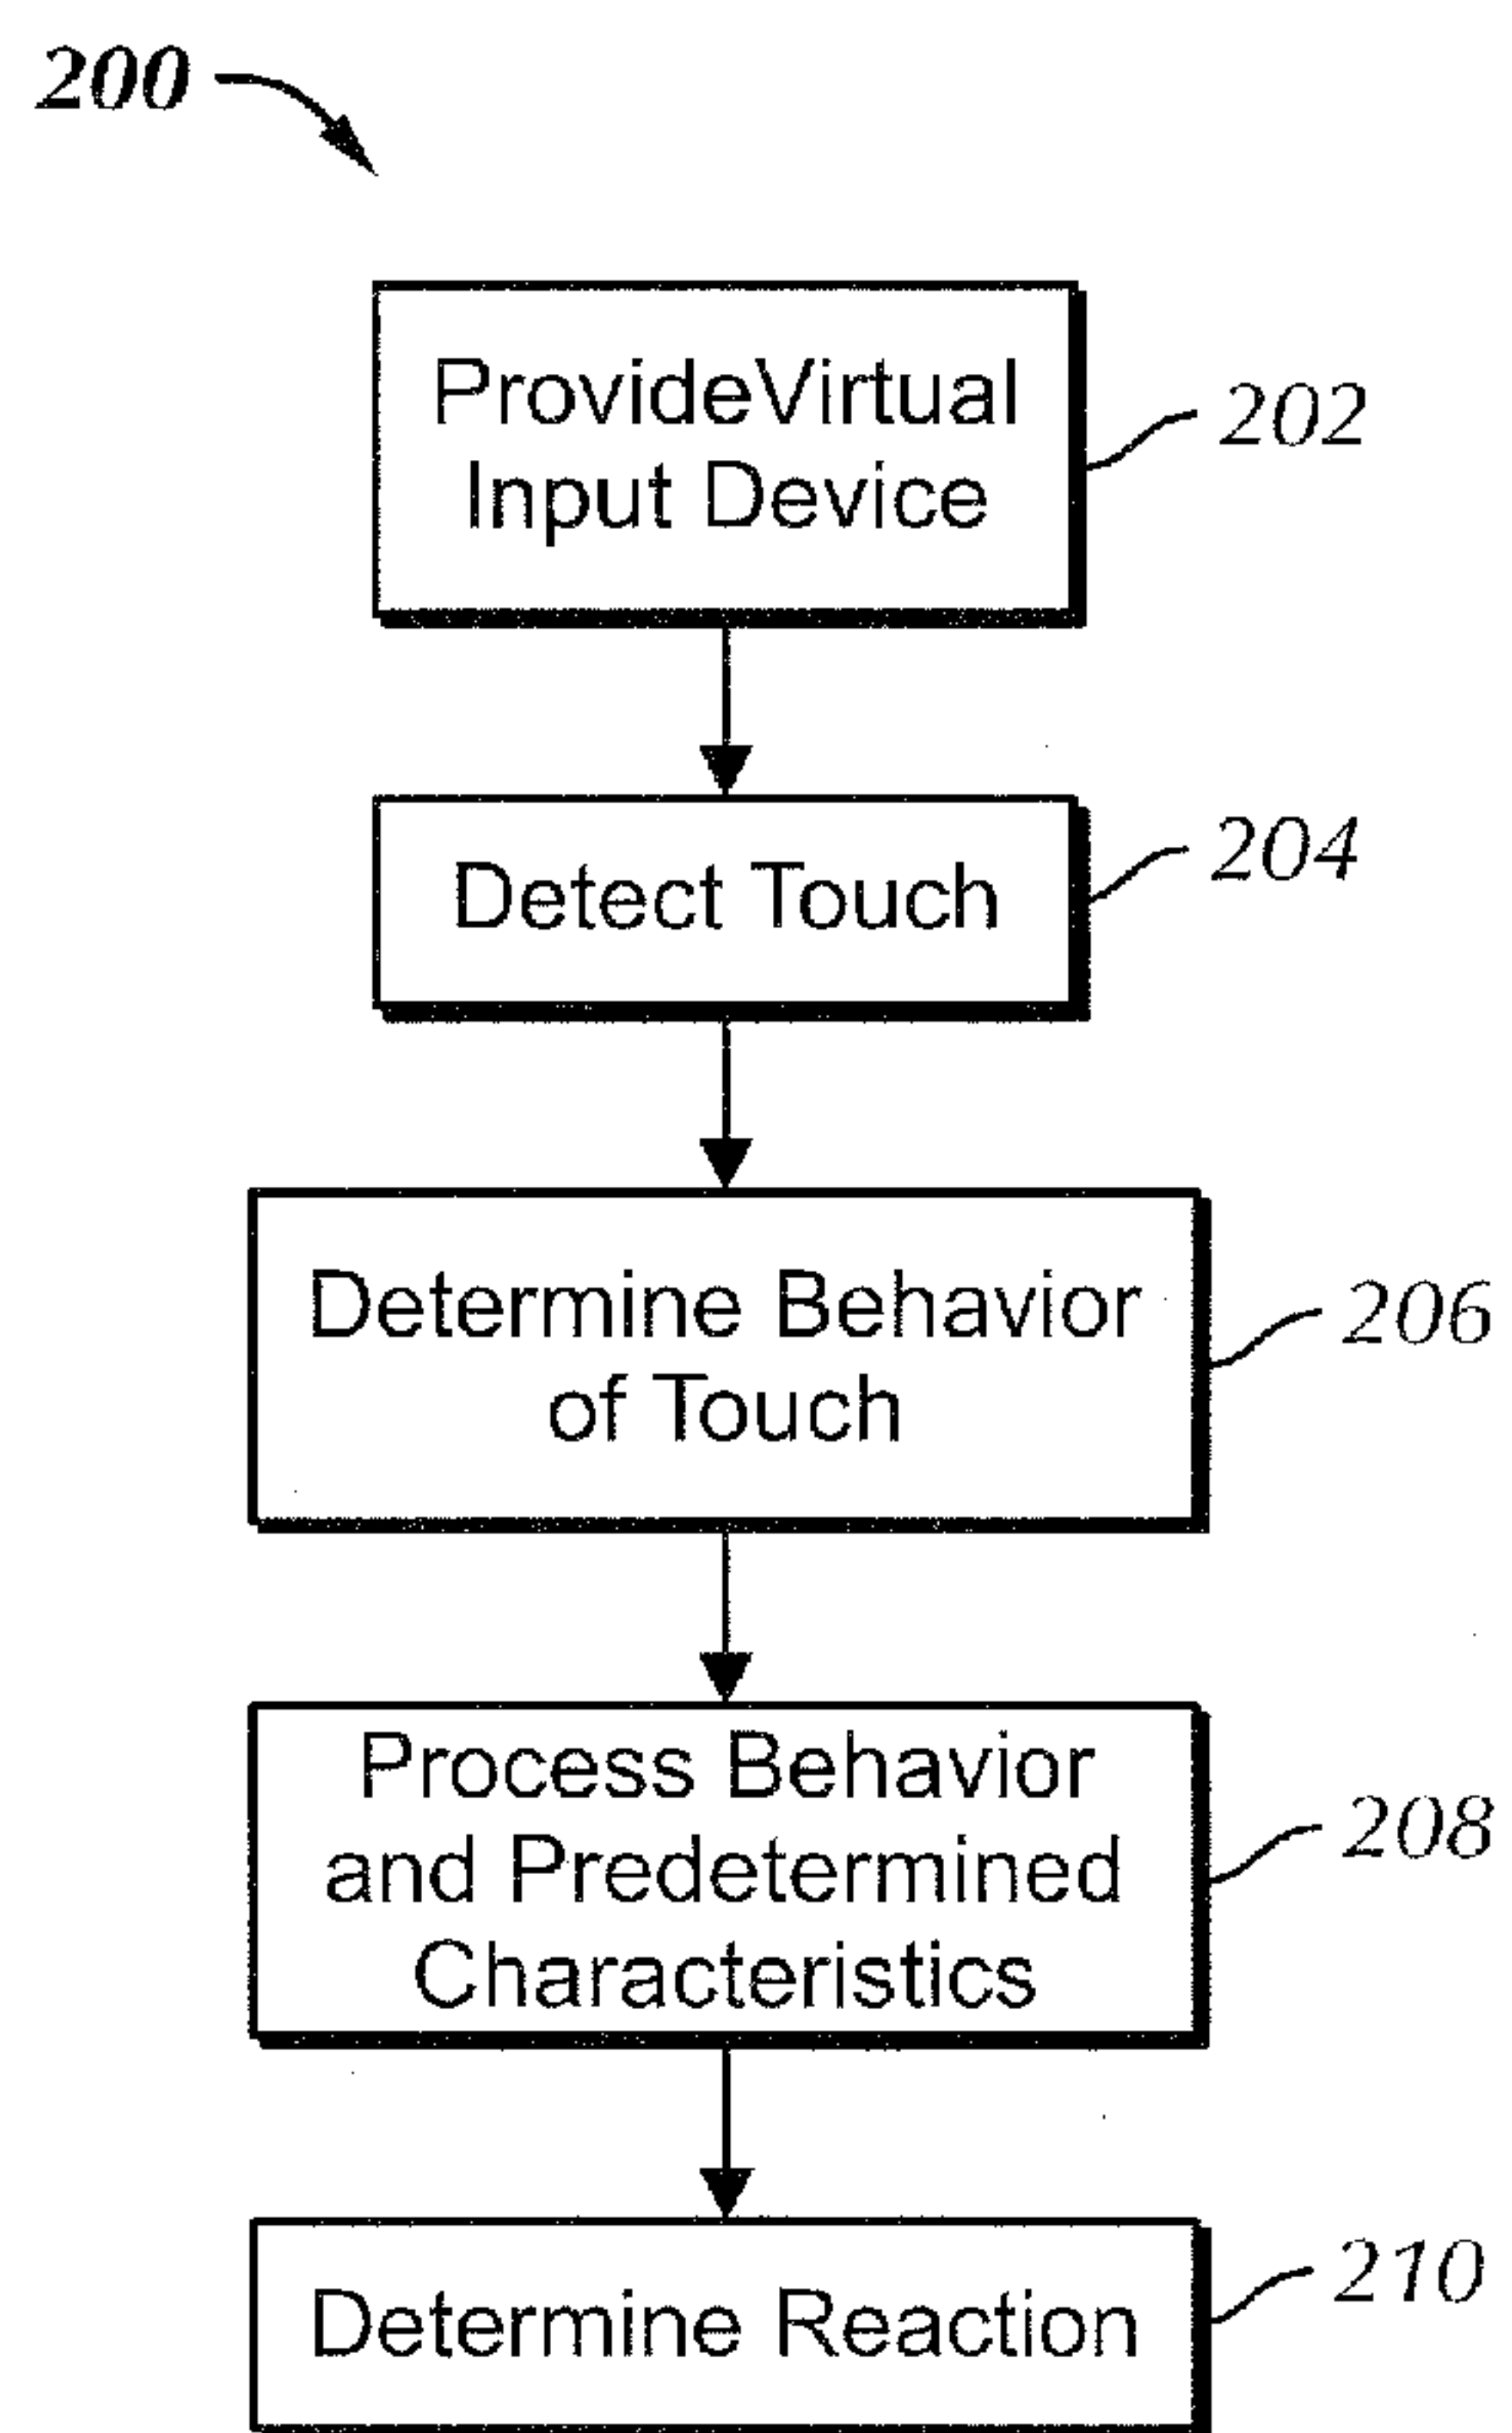 200
ProvideVirtual
Input Device
202
Detect Touch
204
Determine Behavior
of Touch
206
Process Behavior
and Predetermined
Characteristics
208
Determine Reaction
210